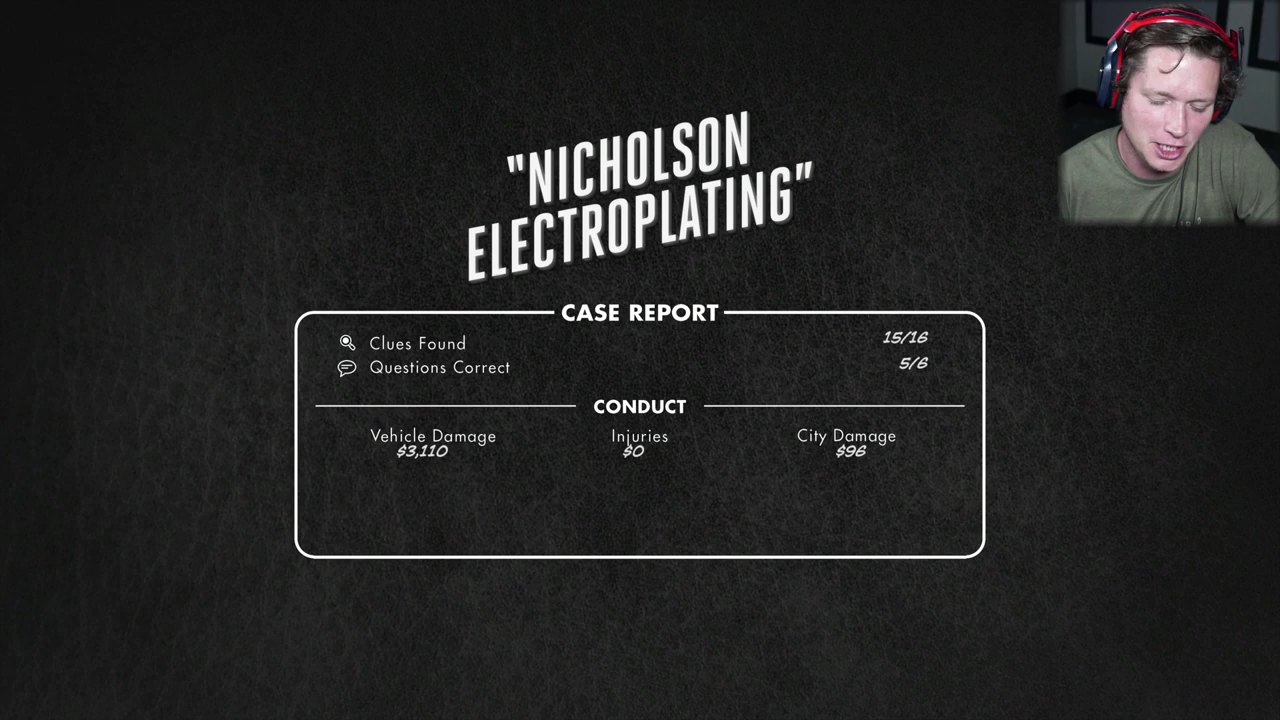 "NICHOLSON
ELECTROPLATING"
CASE REPORT
Clues Found 15/16
Questions Correct 5/6
CONDUCT
Vehicle Damage Injuries City Damage
$3,110 $0 $96